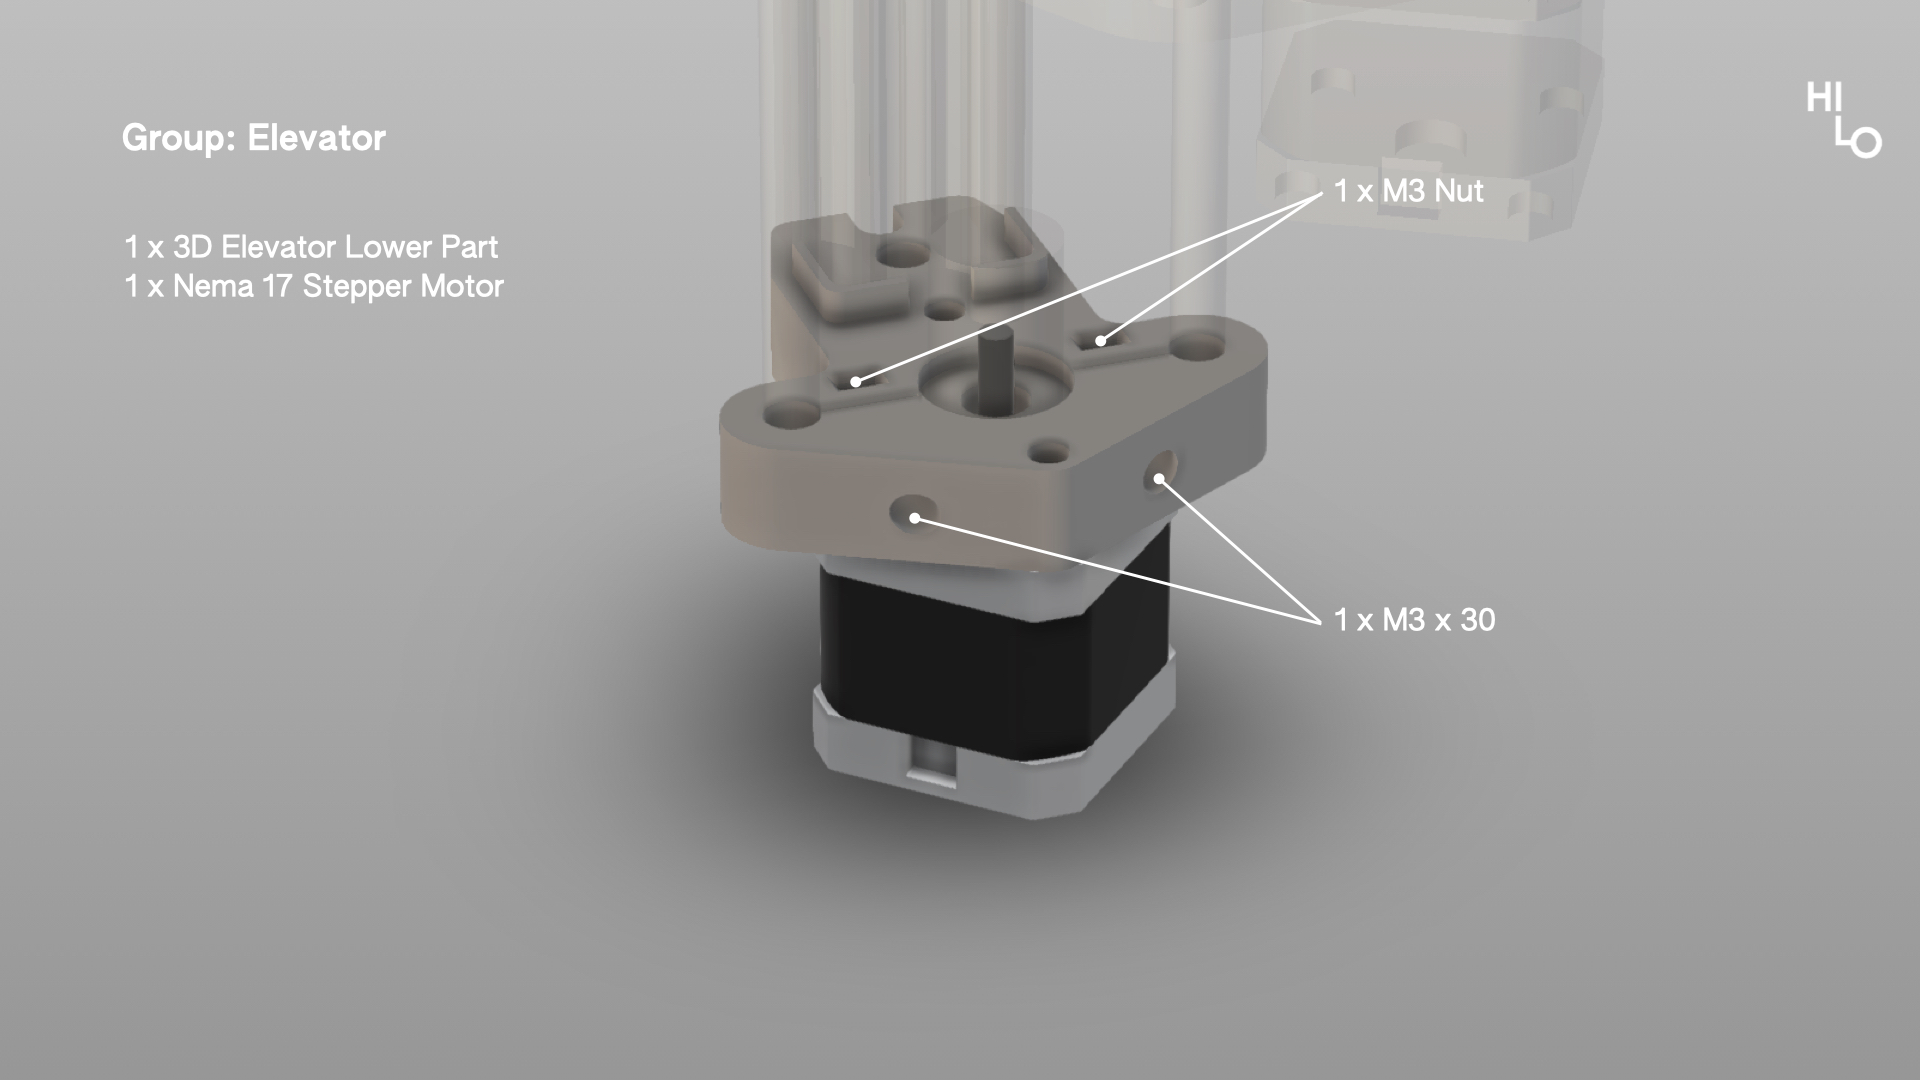 Group: Elevator
HI
LO
1 x 3D Elevator Lower Part
1 x Nema 17 Stepper Motor
1 x M3 Nut
1 x M3 x 30